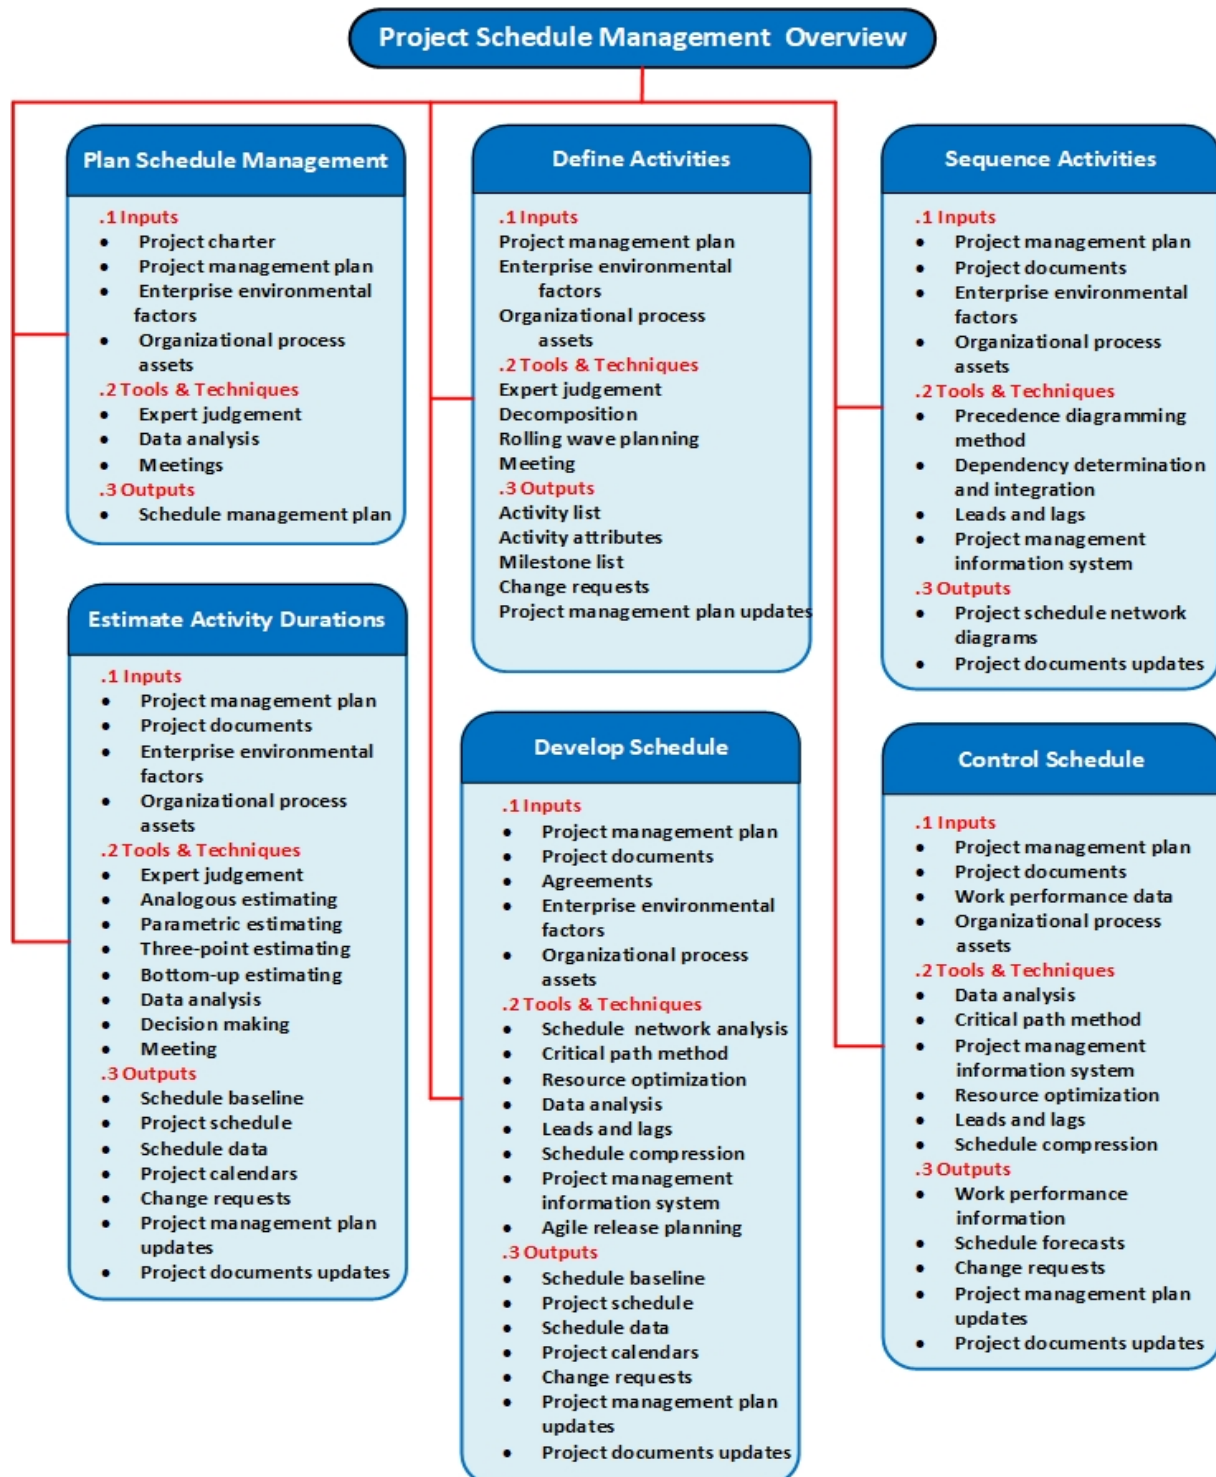 Project Schedule Management Overview
Plan Schedule Management
.1 Inputs
• Project charter
• Project management plan
• Enterprise environmental
factors
• Organizational process
assets
.2 Tools & Techniques
• Expert judgement
• Data analysis
• Meetings
.3 Outputs
• Schedule management plan
Define Activities
.1 Inputs
Project management plan
Enterprise environmental
factors
Organizational process
assets
.2 Tools & Techniques
Expert judgement
Decomposition
Rolling wave planning
Meeting
.3 Outputs
Activity list
Activity attributes
Milestone list
Change requests
Project management plan updates
Sequence Activities
.1 Inputs
• Project management plan
• Project documents
• Enterprise environmental
factors
• Organizational process
assets
.2 Tools & Techniques
• Precedence diagramming
method
• Dependency determination
and integration
• Leads and lags
• Project management
information system
.3 Outputs
• Project schedule network
diagrams
• Project documents updates
Estimate Activity Durations
.1 Inputs
• Project management plan
• Project documents
• Enterprise environmental
factors
• Organizational process
assets
.2 Tools & Techniques
• Expert judgement
• Analogous estimating
• Parametric estimating
• Three-point estimating
• Bottom-up estimating
• Data analysis
• Decision making
• Meeting
.3 Outputs
• Schedule baseline
• Project schedule
• Schedule data
• Project calendars
• Change requests
• Project management plan
updates
• Project documents updates
Develop Schedule
.1 Inputs
• Project management plan
• Project documents
• Agreements
• Enterprise environmental
factors
• Organizational process
assets
.2 Tools & Techniques
• Schedule network analysis
• Critical path method
• Resource optimization
• Data analysis
• Leads and lags
• Schedule compression
• Project management
information system
• Agile release planning
.3 Outputs
• Schedule baseline
• Project schedule
• Schedule data
• Project calendars
• Change requests
• Project management plan
updates
• Project documents updates
Control Schedule
.1 Inputs
• Project management plan
• Project documents
• Work performance data
• Organizational process
assets
.2 Tools & Techniques
• Data analysis
• Critical path method
• Project management
information system
• Resource optimization
• Leads and lags
• Schedule compression
.3 Outputs
• Work performance
information
• Schedule forecasts
• Change requests
• Project management plan
updates
• Project documents updates